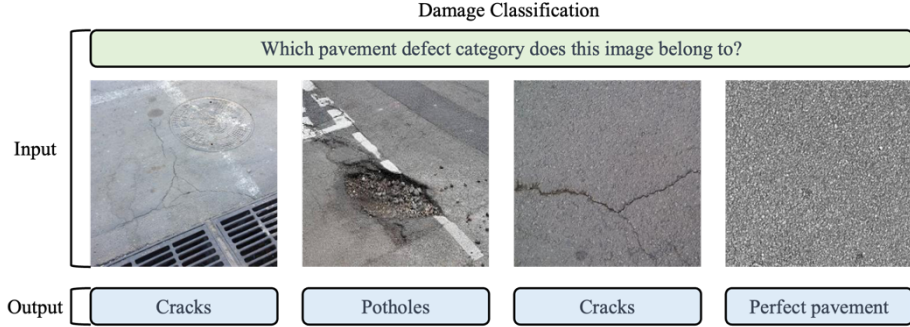 Damage Classification
Which pavement defect category does this image belong to?
Input
Output
Cracks
Potholes
Cracks
Perfect pavement